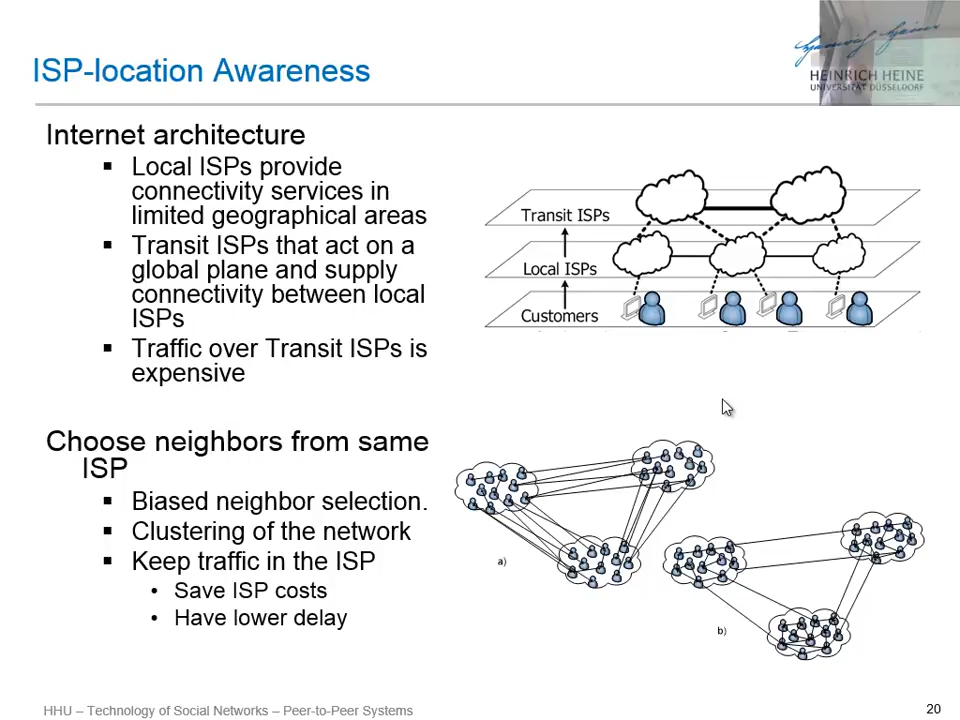 ISP-location Awareness
HEINRICH HEINE
UNIVERSITÄT DÜSSELDORF
Internet architecture
▪ Local ISPs provide
connectivity services in
limited geographical areas
▪ Transit ISPs that act on a
global plane and supply
connectivity between local
ISPs
▪ Traffic over Transit ISPs is
expensive
Transit ISPs
Local ISPs
Customers
Choose neighbors from same
ISP
▪ Biased neighbor selection.
▪ Clustering of the network
▪ Keep traffic in the ISP
• Save ISP costs
• Have lower delay
a)
b)
HHU – Technology of Social Networks – Peer-to-Peer Systems
20